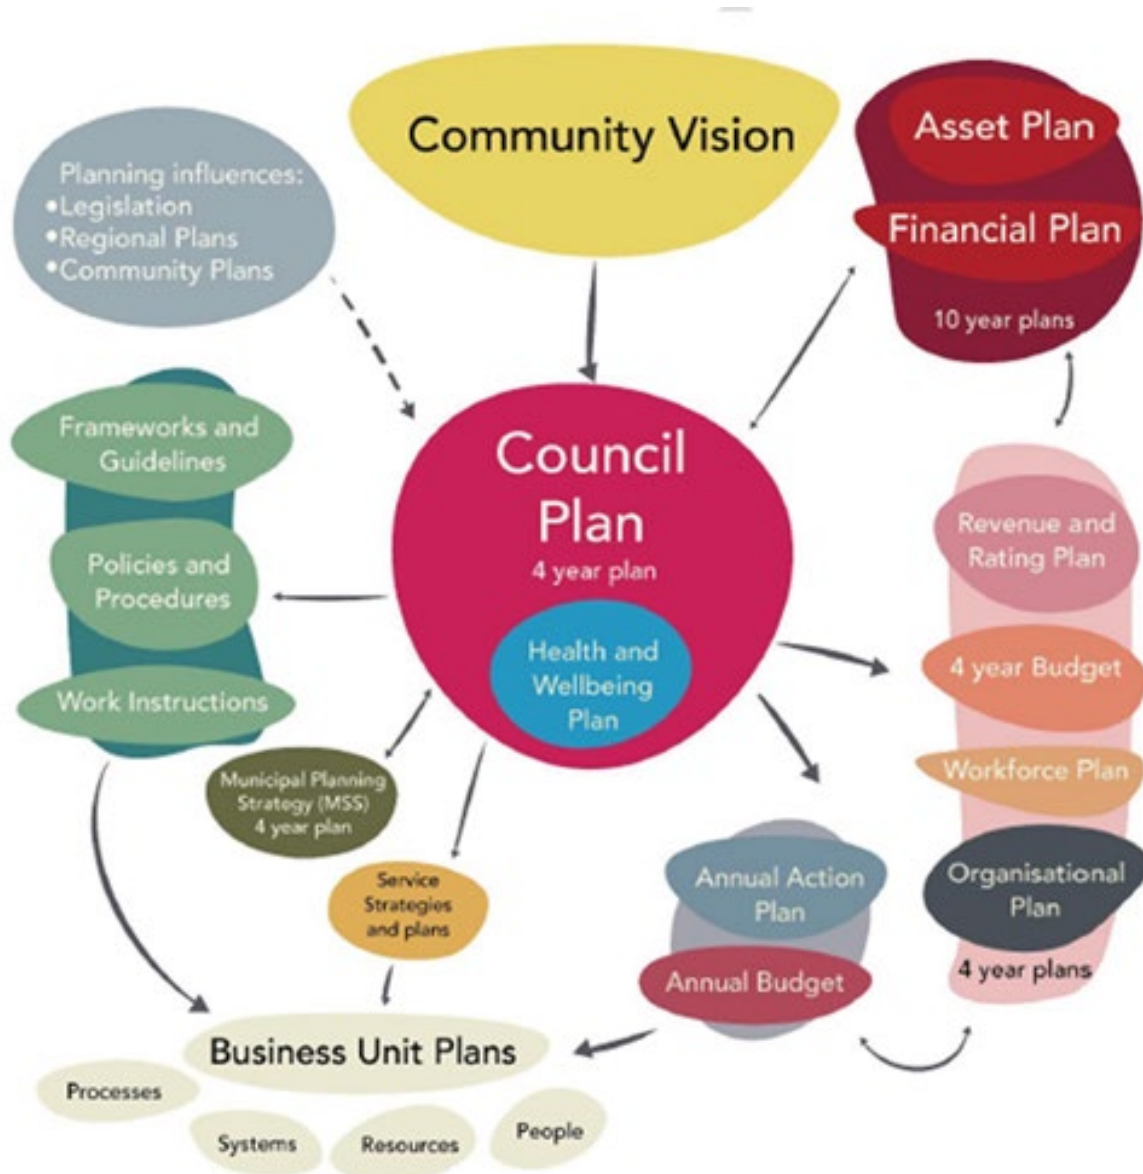 Community Vision
Asset Plan
Financial Plan
10 year plans
Planning influences:
•Legislation
•Regional Plans
•Community Plans
Frameworks and
Guidelines
Policies and
Procedures
Work Instructions
Council
Plan
4 year plan
Health and
Wellbeing
Plan
Revenue and
Rating Plan
4 year Budget
Workforce Plan
Organisational
Plan
4 year plans
Municipal Planning
Strategy (MSS)
4 year plan
Service
Strategies
and plans
Annual Action
Plan
Annual Budget
Business Unit Plans
Processes
Systems
Resources
People